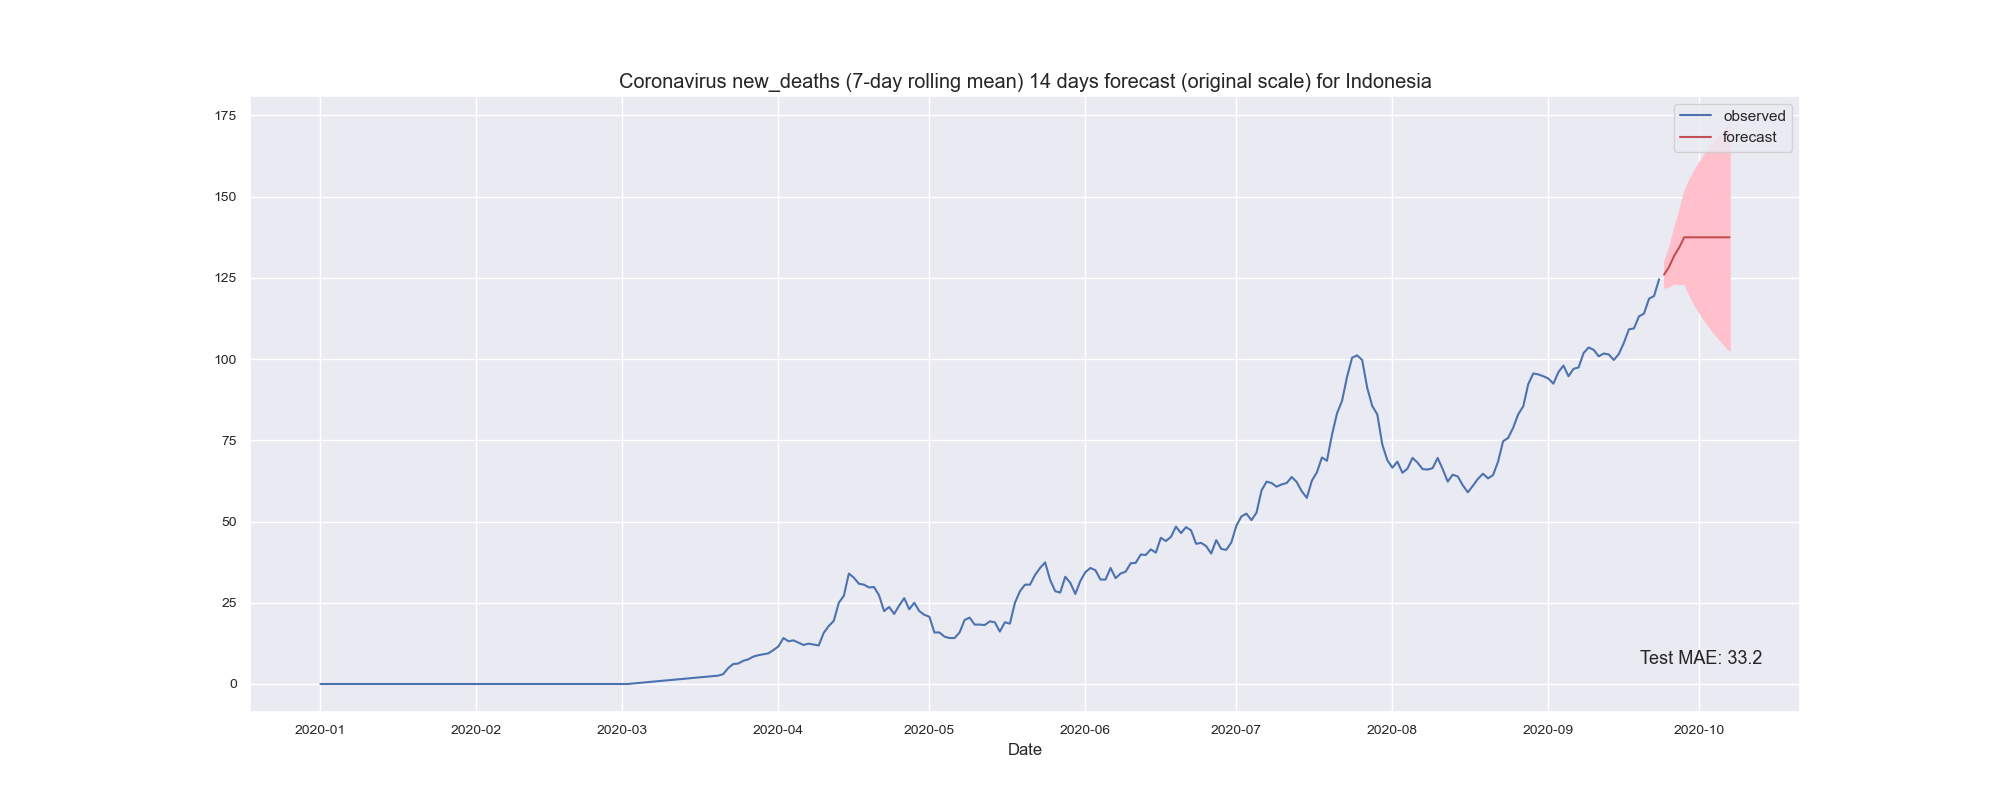 Coronavirus new_deaths (7-day rolling mean) 14 days forecast (original scale) for Indonesia
175
150
125
100
75
50
25
0
observed
forecast
Test MAE: 33.2
2020-01 2020-02 2020-03 2020-04 2020-05 2020-06 2020-07 2020-08 2020-09 2020-10
Date